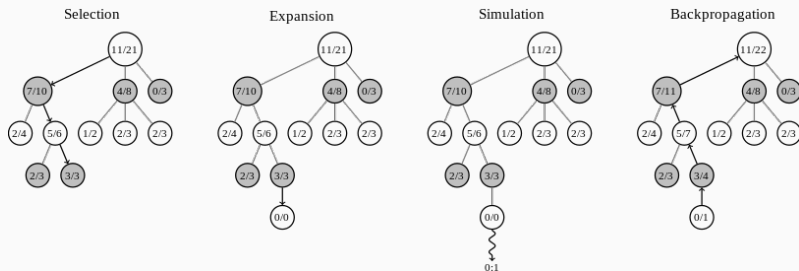 Selection Expansion Simulation Backpropagation
11/21 11/21 11/21 11/22
7/10 4/8 0/3 7/10 4/8 0/3 7/10 4/8 0/3 7/11 4/8 0/3
2/4 5/6 1/2 2/3 2/3 2/4 5/6 1/2 2/3 2/3 2/4 5/6 1/2 2/3 2/3 2/4 5/7 1/2 2/3 2/3
2/3 3/3 2/3 3/3 2/3 3/3 2/3 3/4
0/0 0/0 0/1
0:1